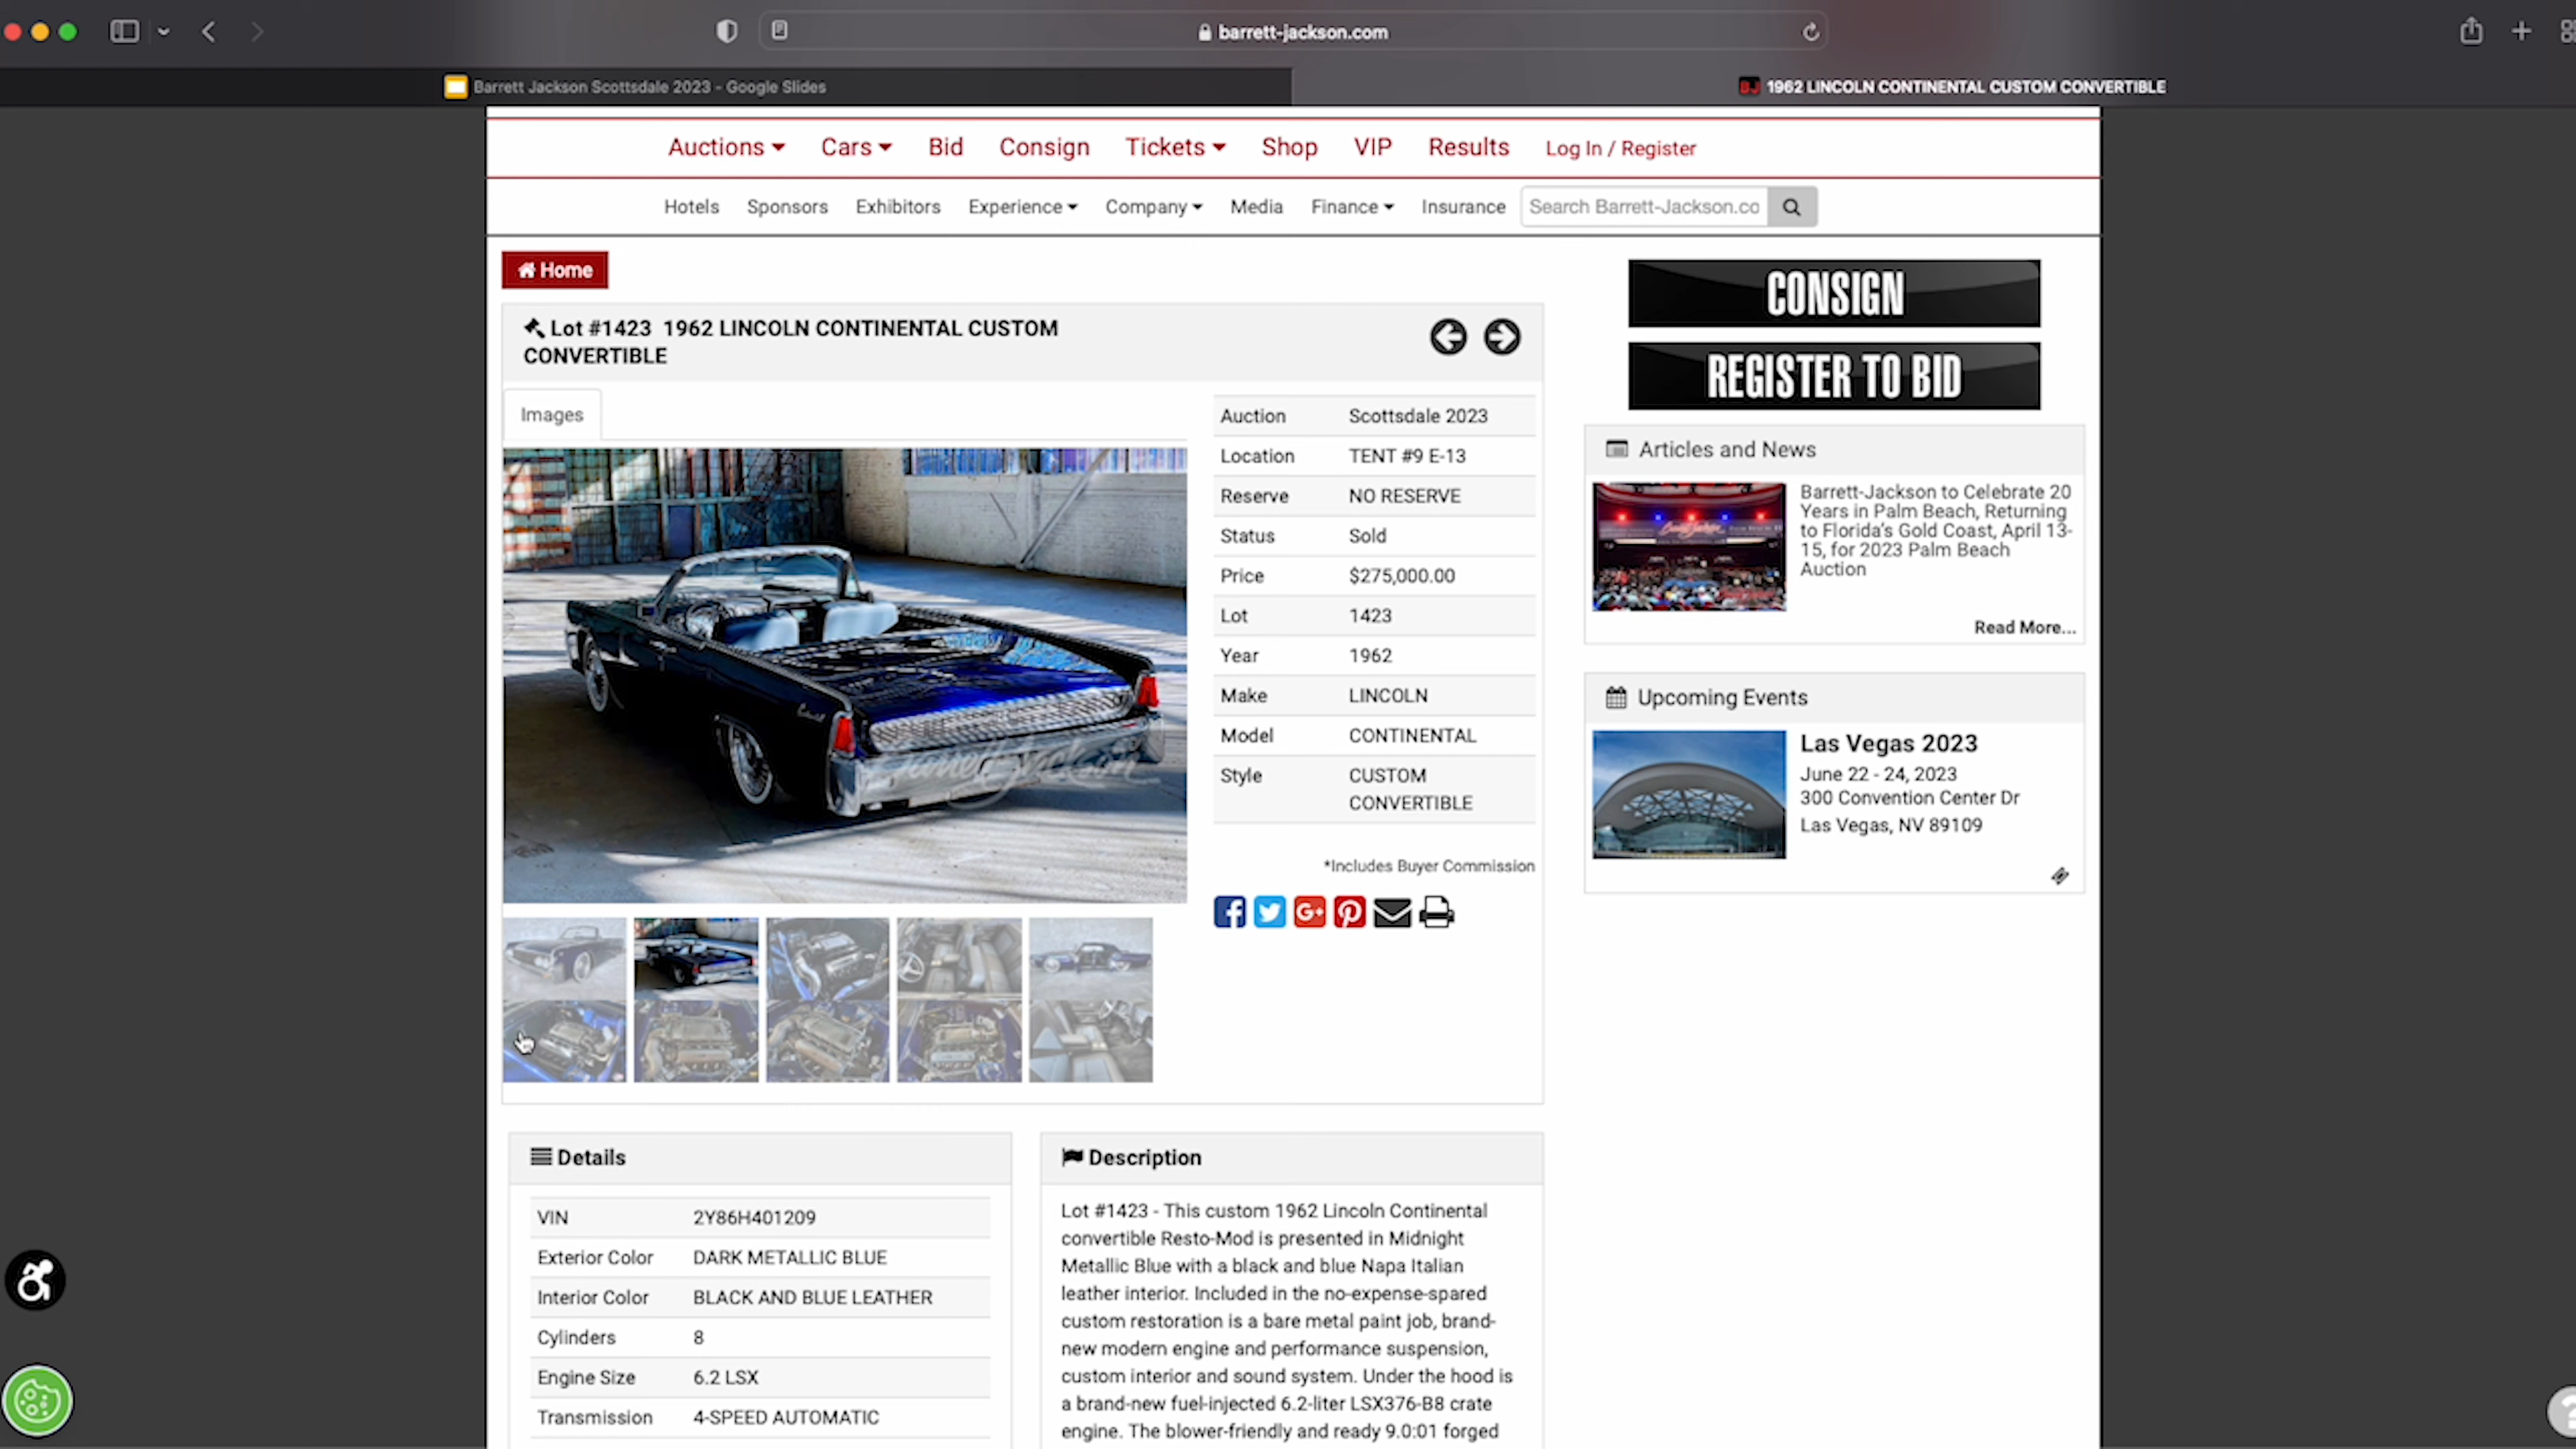 barrett-jackson.com
Barrett Jackson Scottsdale 2023 - Google Slides
BJ 1962 LINCOLN CONTINENTAL CUSTOM CONVERTIBLE
Auctions Cars Bid Consign Tickets Shop VIP Results Log In / Register
Hotels Sponsors Exhibitors Experience Company Media Finance Insurance Search Barrett-Jackson.co
Home
Lot #1423 1962 LINCOLN CONTINENTAL CUSTOM
CONVERTIBLE
Images
Auction Scottsdale 2023
Location TENT #9 E-13
Reserve NO RESERVE
Status Sold
Price $275,000.00
Lot 1423
Year 1962
Make LINCOLN
Model CONTINENTAL
Style CUSTOM
CONVERTIBLE
*Includes Buyer Commission
Barrett-Jackson
G+
CONSIGN
REGISTER TO BID
Articles and News
Barrett-Jackson to Celebrate 20
Years in Palm Beach, Returning
to Florida's Gold Coast, April 13-
15, for 2023 Palm Beach
Auction
Read More...
Upcoming Events
Las Vegas 2023
June 22 - 24, 2023
300 Convention Center Dr
Las Vegas, NV 89109
Details
VIN 2Y86H401209
Exterior Color DARK METALLIC BLUE
Interior Color BLACK AND BLUE LEATHER
Cylinders 8
Engine Size 6.2 LSX
Transmission 4-SPEED AUTOMATIC
Description
Lot #1423 - This custom 1962 Lincoln Continental
convertible Resto-Mod is presented in Midnight
Metallic Blue with a black and blue Napa Italian
leather interior. Included in the no-expense-spared
custom restoration is a bare metal paint job, brand-
new modern engine and performance suspension,
custom interior and sound system. Under the hood is
a brand-new fuel-injected 6.2-liter LSX376-B8 crate
engine. The blower-friendly and ready 9.0:01 forged
?